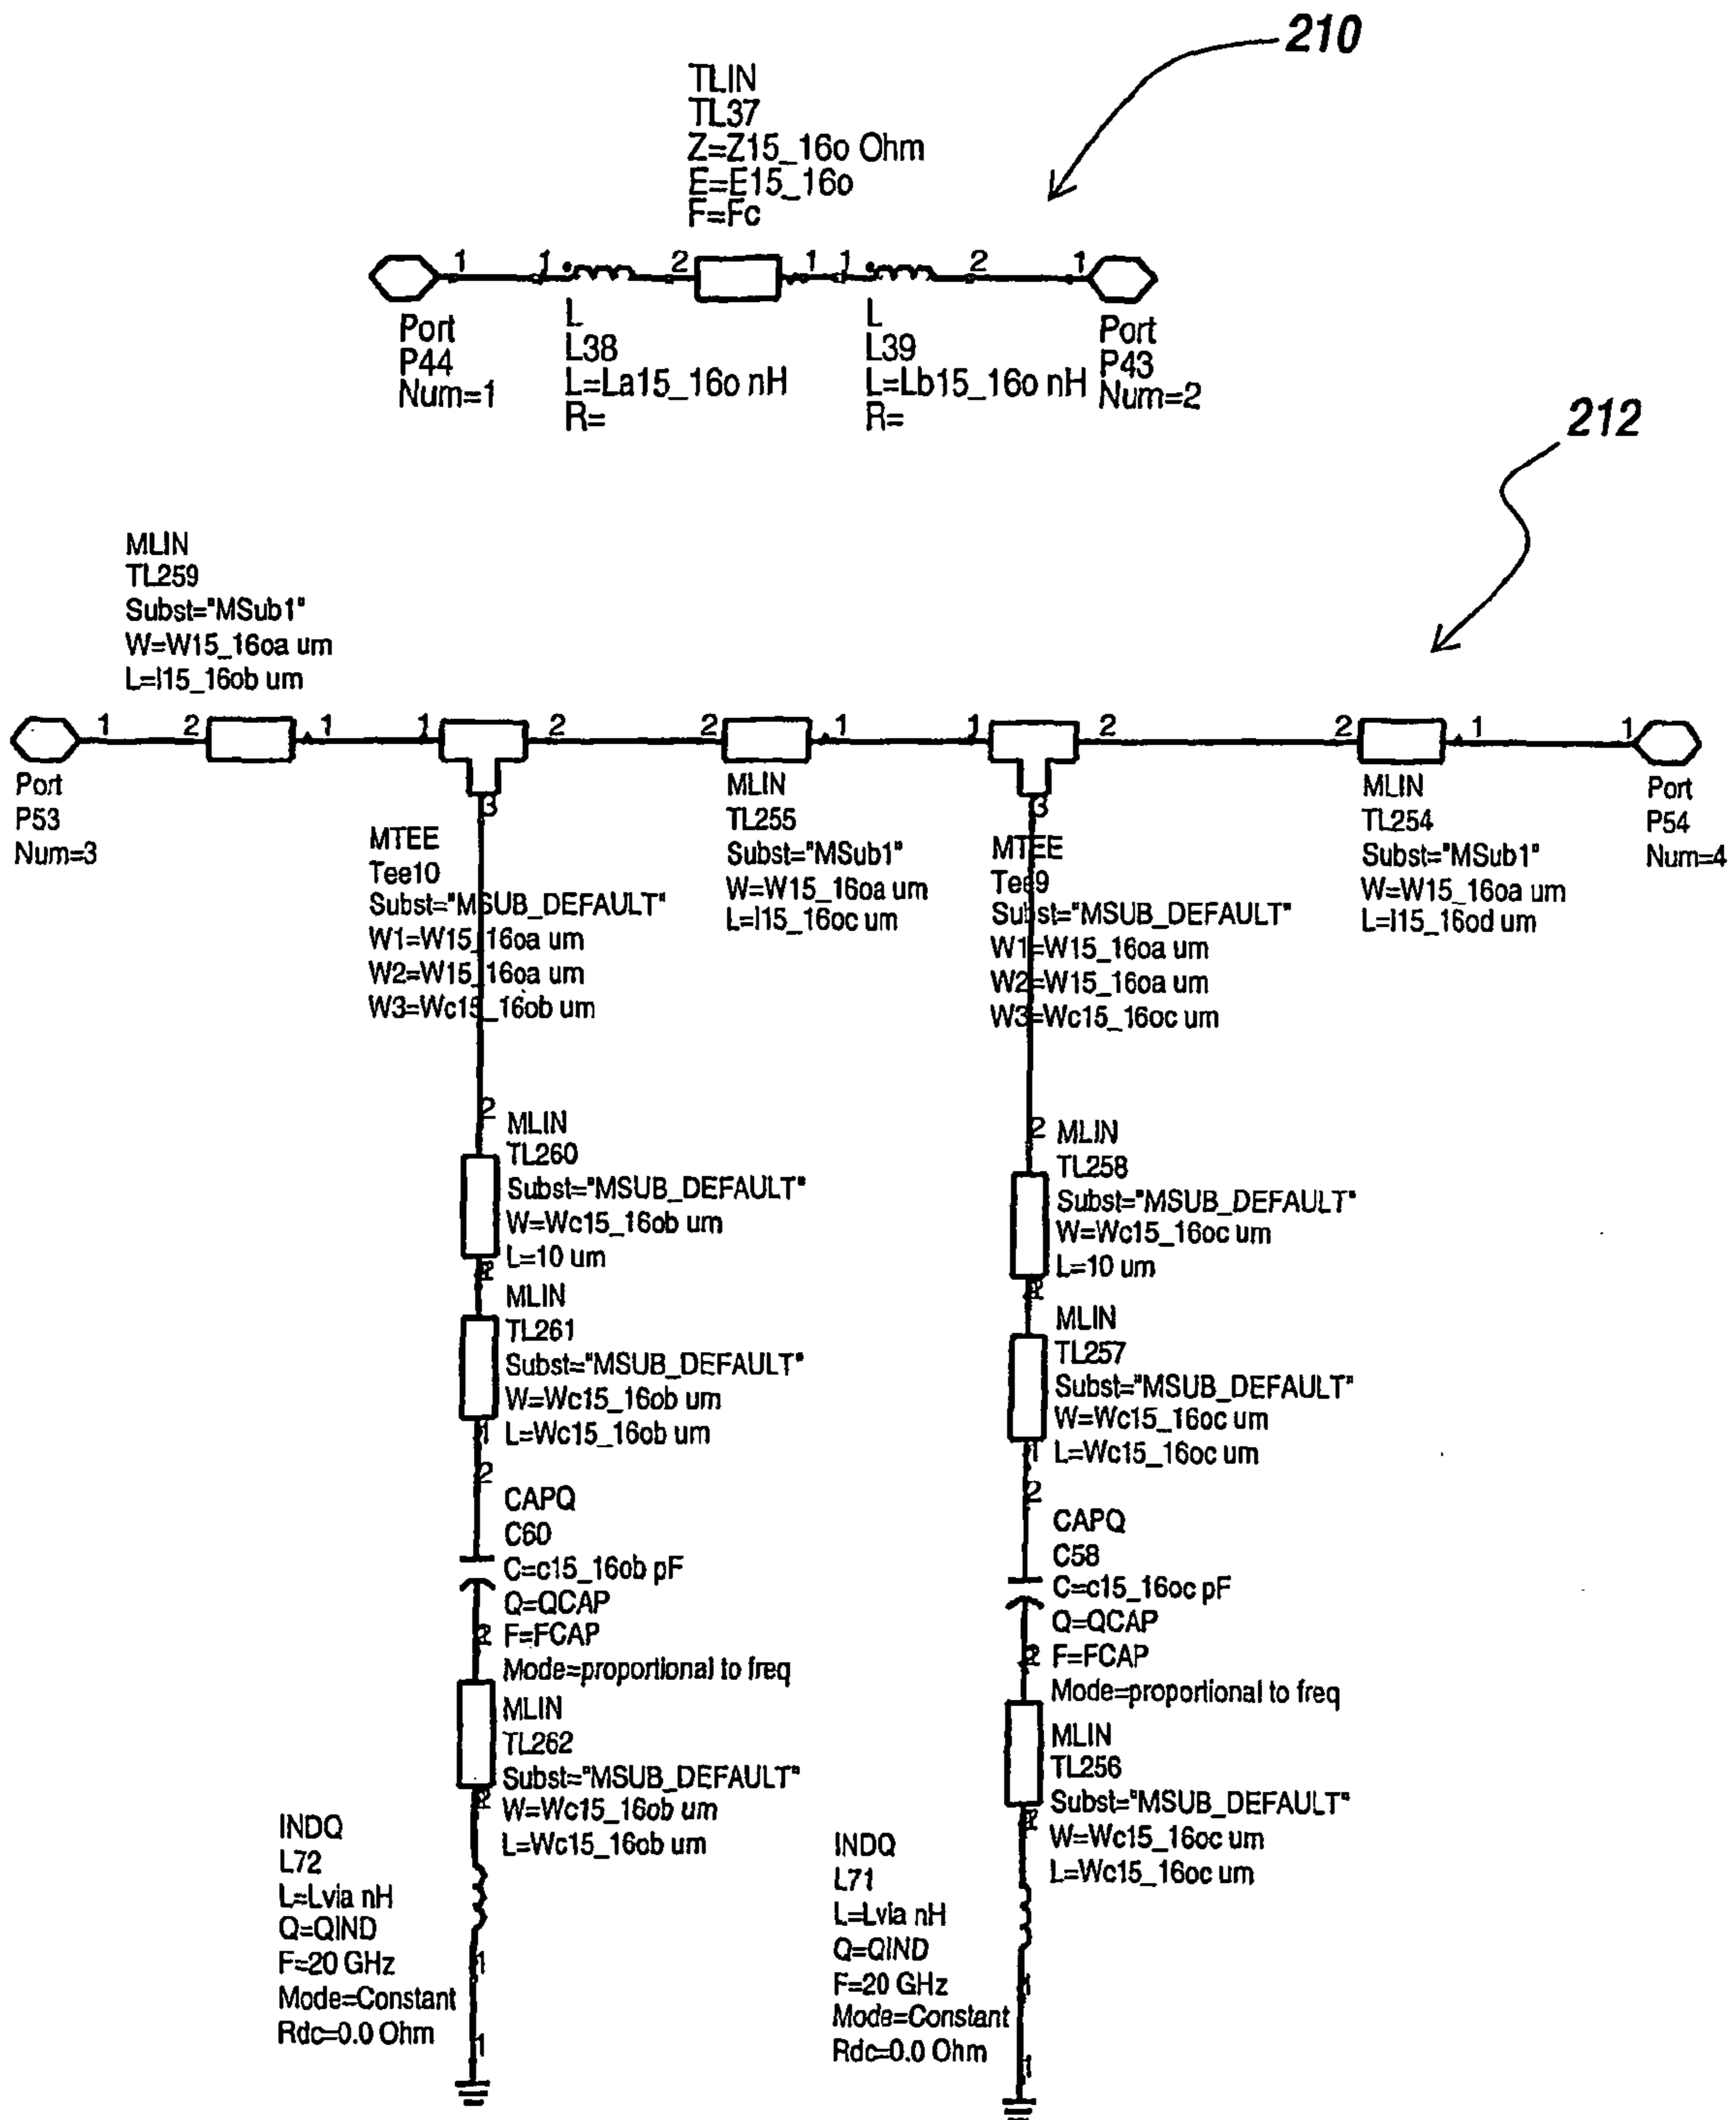 210
TLIN
TL37
Z=Z15_16o Ohm
E=E15_16o
F=Fc
1 1 2 1 1 2 1
Port
P44
Num=1
L
L38
L=La15_16o nH
R=
L
L39
L=Lb15_16o nH
R=
Port
P43
Num=2
212
MLIN
TL259
Subst="MSub1"
W=W15_16oa um
L=l15_16ob um
1 2 1 1 2 2 1 1 2 2 1 1
Port
P53
Num=3
3
MTEE
Tee10
Subst="MSUB_DEFAULT"
W1=W15_16oa um
W2=W15_16oa um
W3=Wc15_16ob um
MLIN
TL255
Subst="MSub1"
W=W15_16oa um
L=l15_16oc um
3
MTEE
Tee9
Subst="MSUB_DEFAULT"
W1=W15_16oa um
W2=W15_16oa um
W3=Wc15_16oc um
MLIN
TL254
Subst="MSub1"
W=W15_16oa um
L=l15_16od um
Port
P54
Num=4
2
MLIN
TL260
Subst="MSUB_DEFAULT"
W=Wc15_16ob um
L=10 um
MLIN
TL261
Subst="MSUB_DEFAULT"
W=Wc15_16ob um
L=Wc15_16ob um
1
2
CAPQ
C60
C=c15_16ob pF
Q=QCAP
F=FCAP
Mode=proportional to freq
MLIN
TL262
Subst="MSUB_DEFAULT"
W=Wc15_16ob um
L=Wc15_16ob um
INDQ
L72
L=Lvia nH
Q=QIND
F=20 GHz
Mode=Constant
Rdc=0.0 Ohm
1
1
2
MLIN
TL258
Subst="MSUB_DEFAULT"
W=Wc15_16oc um
L=10 um
MLIN
TL257
Subst="MSUB_DEFAULT"
W=Wc15_16oc um
L=Wc15_16oc um
1
2
CAPQ
C58
C=c15_16oc pF
Q=QCAP
F=FCAP
Mode=proportional to freq
MLIN
TL256
Subst="MSUB_DEFAULT"
W=Wc15_16oc um
L=Wc15_16oc um
INDQ
L71
L=Lvia nH
Q=QIND
F=20 GHz
Mode=Constant
Rdc=0.0 Ohm
1
1